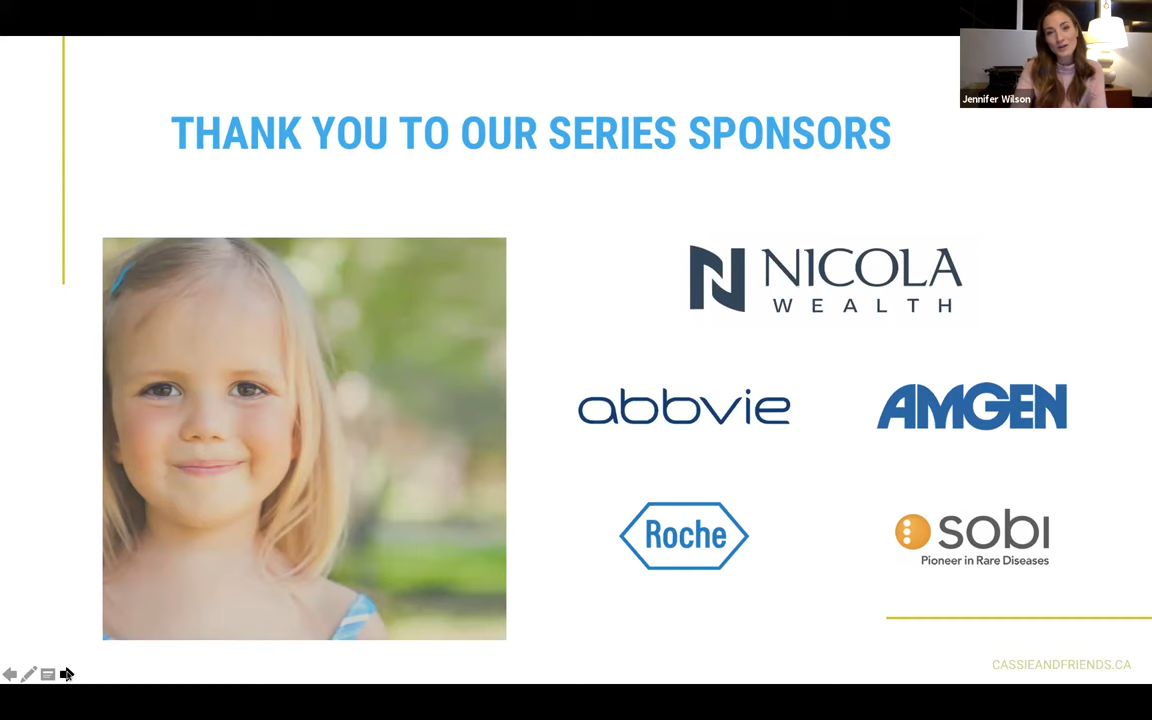 Jennifer Wilson
THANK YOU TO OUR SERIES SPONSORS
NICOLA
WEALTH
abbvie
AMGEN
Roche
sobi
Pioneer in Rare Diseases
CASSIEANDFRIENDS.CA